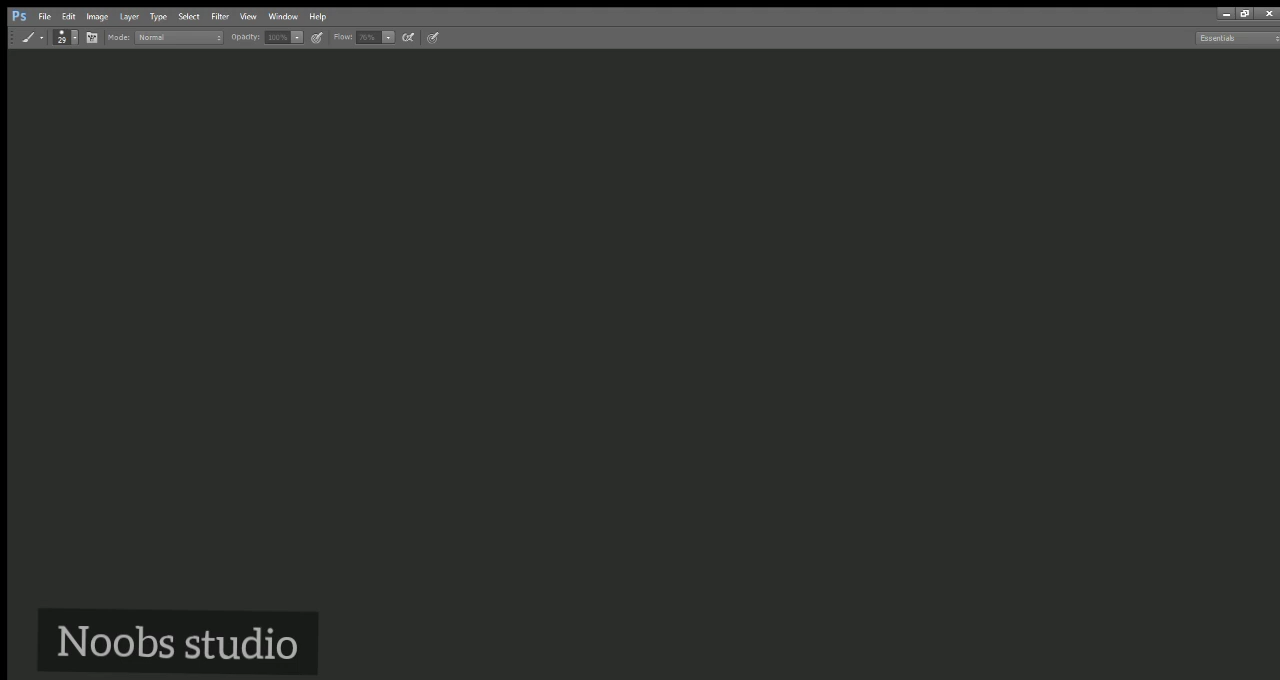 Ps File Edit Image Layer Type Select Filter View Window Help
29 Mode: Normal Opacity: 100% Flow: 70% Essentials
Noobs studio